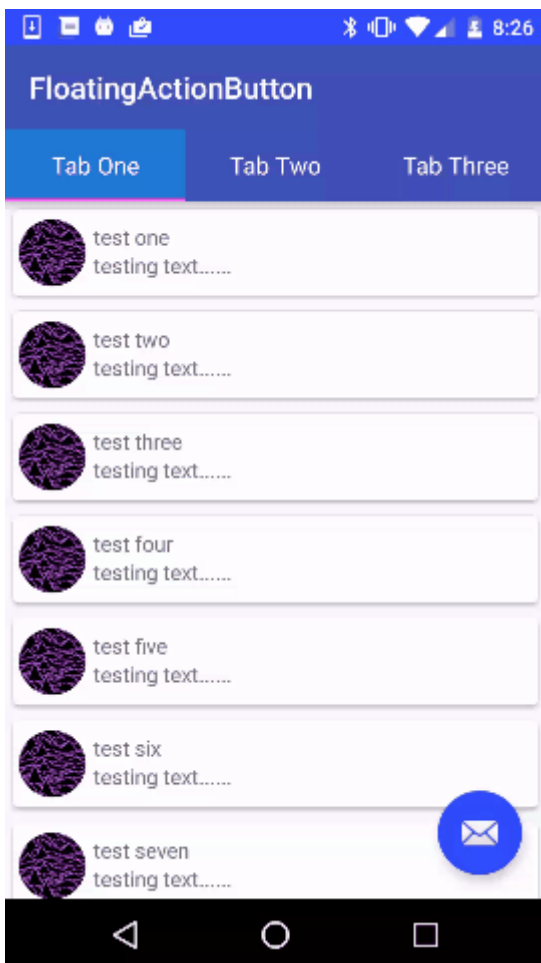 8:26
FloatingActionButton
Tab One Tab Two Tab Three
test one
testing text......
test two
testing text......
test three
testing text......
test four
testing text......
test five
testing text......
test six
testing text......
test seven
testing text......